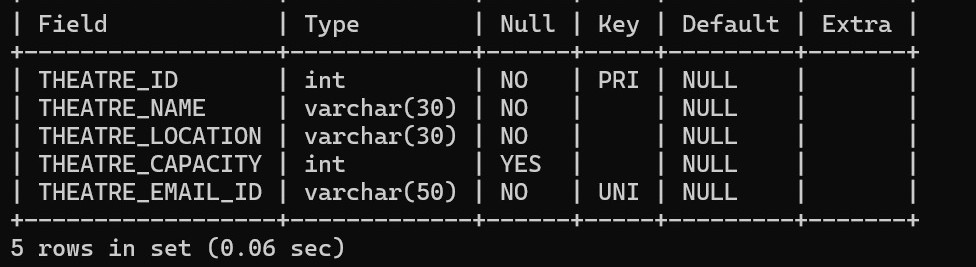 | Field            | Type        | Null | Key | Default | Extra |
+------------------+-------------+------+-----+---------+-------+
| THEATRE_ID       | int         | NO   | PRI | NULL    |       |
| THEATRE_NAME     | varchar(30) | NO   |     | NULL    |       |
| THEATRE_LOCATION | varchar(30) | NO   |     | NULL    |       |
| THEATRE_CAPACITY | int         | YES  |     | NULL    |       |
| THEATRE_EMAIL_ID | varchar(50) | NO   | UNI | NULL    |       |
+------------------+-------------+------+-----+---------+-------+
5 rows in set (0.06 sec)